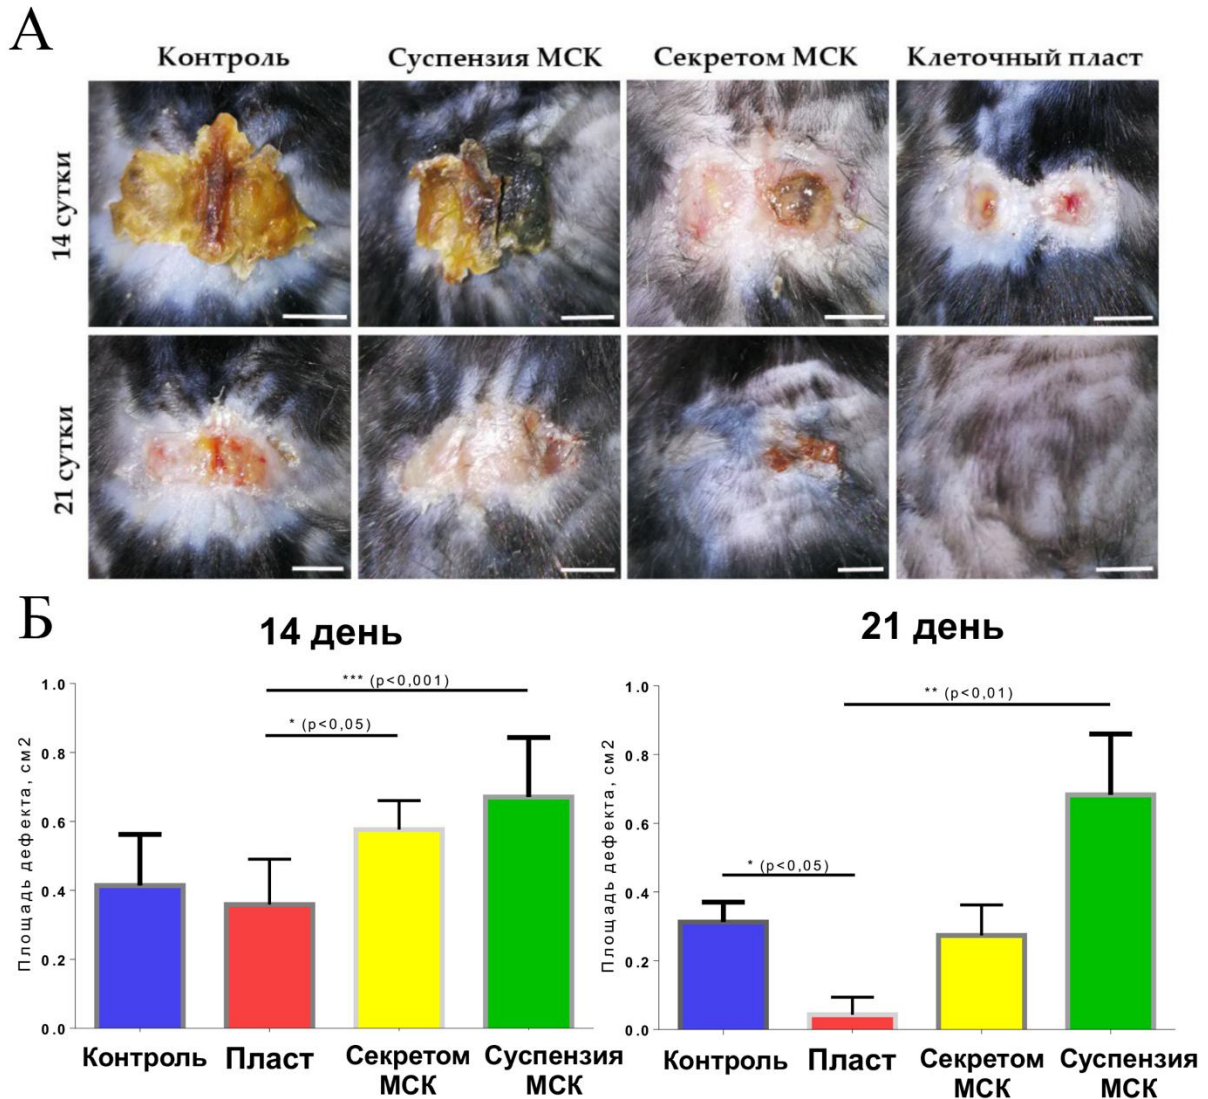 А
Контроль
Суспензия МСК
Секретом МСК
Клеточный пласт
14 сутки
21 сутки
Б
14 день
Площадь дефекта, см2
1.0
0.8
0.6
0.4
0.2
0.0
*** (p<0,001)
* (p<0,05)
Контроль
Пласт
Секретом
МСК
Суспензия
МСК
21 день
Площадь дефекта, см2
1.0
0.8
0.6
0.4
0.2
0.0
** (p<0,01)
* (p<0,05)
Контроль
Пласт
Секретом
МСК
Суспензия
МСК